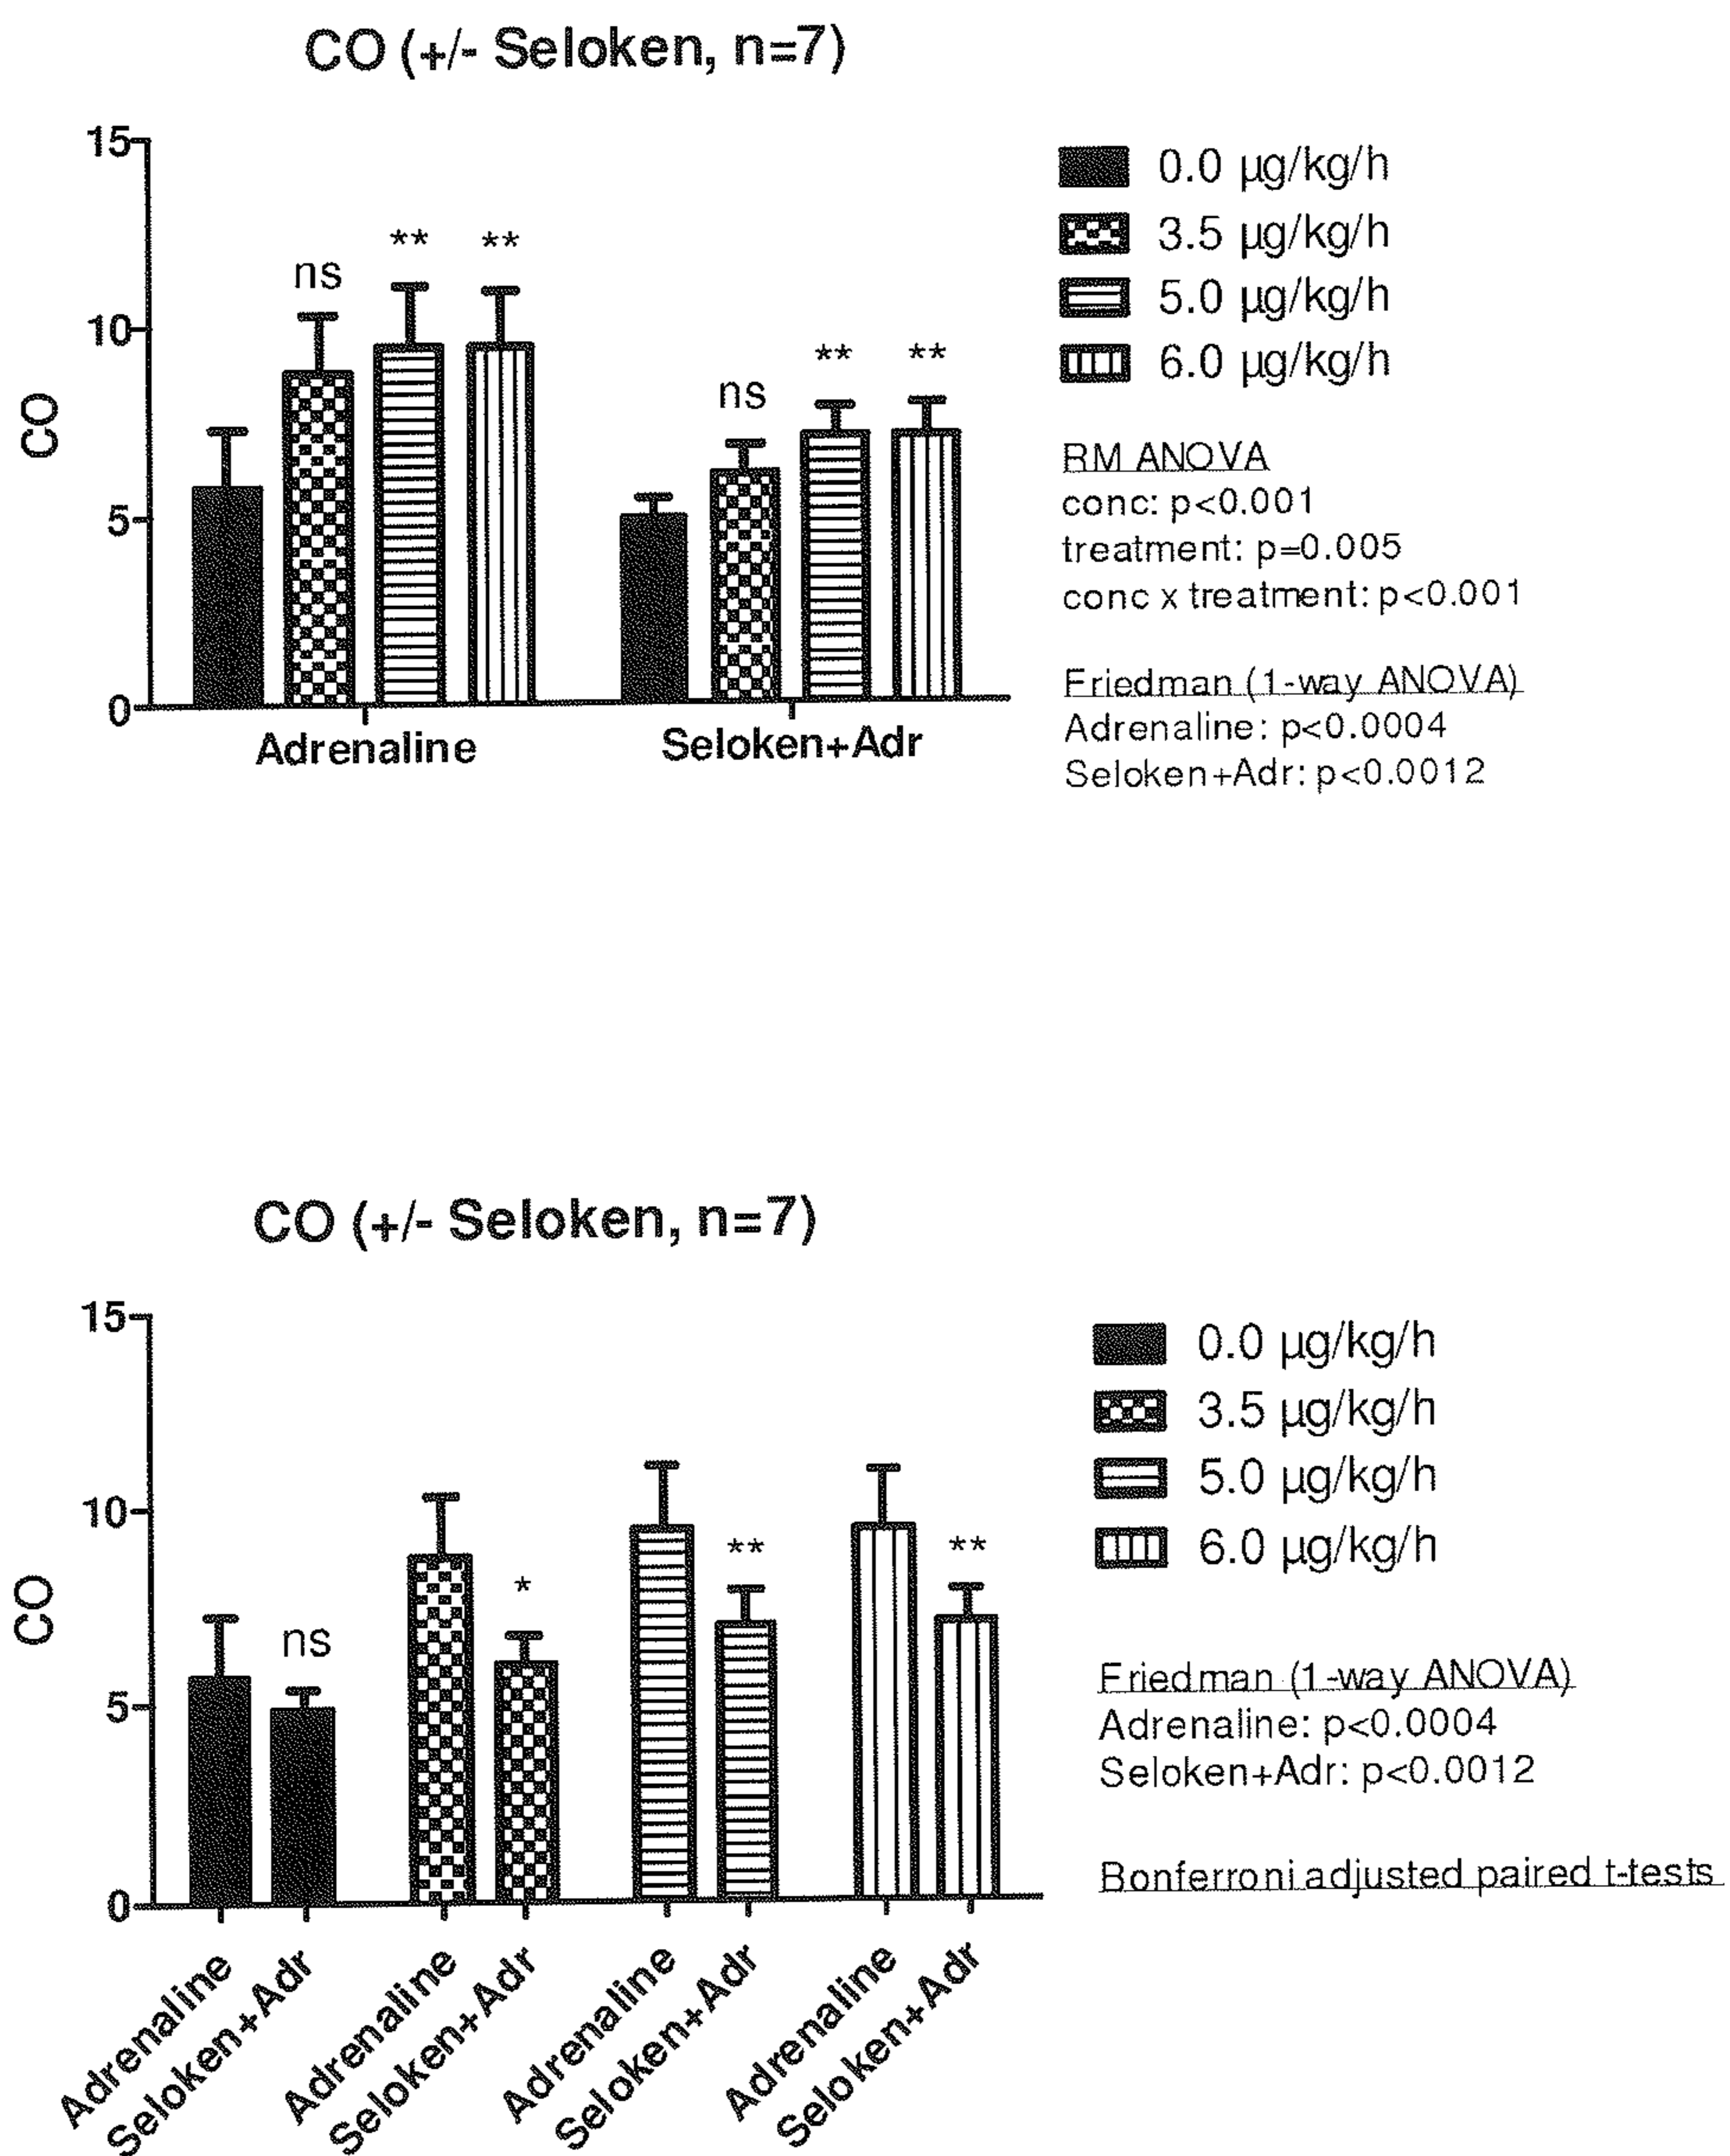 CO (+/- Seloken, n=7)
15
10
5
0
CO
ns
**
**
ns
**
**
Adrenaline
Seloken+Adr
0.0 µg/kg/h
3.5 µg/kg/h
5.0 µg/kg/h
6.0 µg/kg/h
RM ANOVA
conc: p<0.001
treatment: p=0.005
conc x treatment: p<0.001
Friedman (1-way ANOVA)
Adrenaline: p<0.0004
Seloken+Adr: p<0.0012
CO (+/- Seloken, n=7)
15
10
5
0
CO
ns
*
**
**
Adrenaline
Seloken+Adr
Adrenaline
Seloken+Adr
Adrenaline
Seloken+Adr
Adrenaline
Seloken+Adr
0.0 µg/kg/h
3.5 µg/kg/h
5.0 µg/kg/h
6.0 µg/kg/h
Friedman (1-way ANOVA)
Adrenaline: p<0.0004
Seloken+Adr: p<0.0012
Bonferroni adjusted paired t-tests